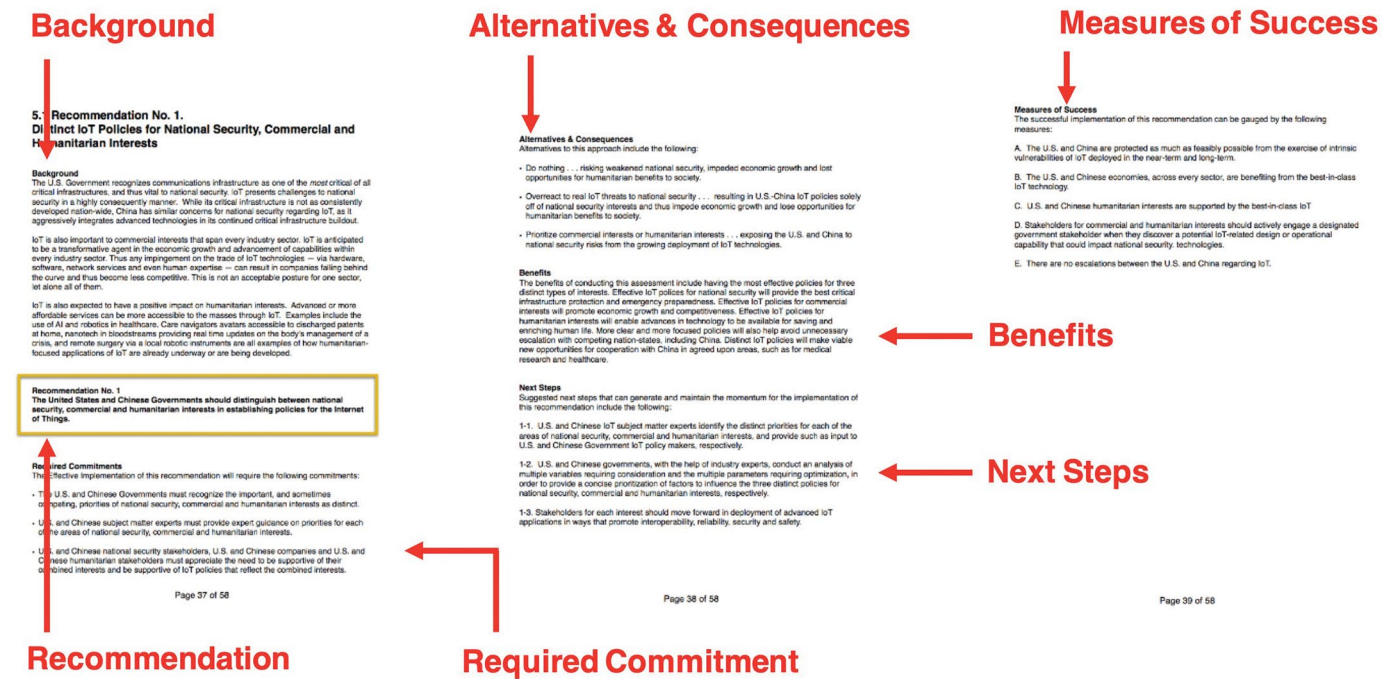 Background
Alternatives & Consequences
Measures of Success
5.1 Recommendation No. 1.
Distinct IoT Policies for National Security, Commercial and
Humanitarian Interests
Background
The U.S. Government recognizes communications infrastructure as one of the most critical of all
critical infrastructures, and thus vital to national security. IoT presents challenges to national
security in a highly consequently manner. While its critical infrastructure is not as consistently
developed nation-wide, China has similar concerns for national security regarding IoT, as it
aggressively integrates advanced technologies in its continued critical infrastructure buildout.
IoT is also important to commercial interests that span every industry sector. IoT is anticipated
to be a transformative agent in the economic growth and advancement of capabilities within
every industry sector. Thus any impingement on the trade of IoT technologies — via hardware,
software, network services and even human expertise — can result in companies falling behind
the curve and thus become less competitive. This is not an acceptable posture for one sector,
let alone all of them.
IoT is also expected to have a positive impact on humanitarian interests. Advanced or more
affordable services can be more accessible to the masses through IoT. Examples include the
use of AI and robotics in healthcare. Care navigators avatars accessible to discharged patents
at home, nanotech in bloodstreams providing real time updates on the body's management of a
crisis, and remote surgery via a local robotic instruments are all examples of how humanitarian-
focused applications of IoT are already underway or are being developed.
Recommendation No. 1
The United States and Chinese Governments should distinguish between national
security, commercial and humanitarian interests in establishing policies for the Internet
of Things.
Required Commitments
The Effective Implementation of this recommendation will require the following commitments:
• The U.S. and Chinese Governments must recognize the important, and sometimes
competing, priorities of national security, commercial and humanitarian interests as distinct.
• U.S. and Chinese subject matter experts must provide expert guidance on priorities for each
of the areas of national security, commercial and humanitarian interests.
• U.S. and Chinese national security stakeholders, U.S. and Chinese companies and U.S. and
Chinese humanitarian stakeholders must appreciate the need to be supportive of their
combined interests and be supportive of IoT policies that reflect the combined interests.
Page 37 of 58
Alternatives & Consequences
Alternatives to this approach include the following:
• Do nothing . . . risking weakened national security, impeded economic growth and lost
opportunities for humanitarian benefits to society.
• Overreact to real IoT threats to national security . . . resulting in U.S.-China IoT policies solely
off of national security interests and thus impede economic growth and lose opportunities for
humanitarian benefits to society.
• Prioritize commercial interests or humanitarian interests . . . exposing the U.S. and China to
national security risks from the growing deployment of IoT technologies.
Benefits
The benefits of conducting this assessment include having the most effective policies for three
distinct types of interests. Effective IoT polices for national security will provide the best critical
infrastructure protection and emergency preparedness. Effective IoT policies for commercial
interests will promote economic growth and competitiveness. Effective IoT policies for
humanitarian interests will enable advances in technology to be available for saving and
enriching human life. More clear and more focused policies will also help avoid unnecessary
escalation with competing nation-states, including China. Distinct IoT policies will make viable
new opportunities for cooperation with China in agreed upon areas, such as for medical
research and healthcare.
Next Steps
Suggested next steps that can generate and maintain the momentum for the implementation of
this recommendation include the following:
1-1. U.S. and Chinese IoT subject matter experts identify the distinct priorities for each of the
areas of national security, commercial and humanitarian interests, and provide such as input to
U.S. and Chinese Government IoT policy makers, respectively.
1-2. U.S. and Chinese governments, with the help of industry experts, conduct an analysis of
multiple variables requiring consideration and the multiple parameters requiring optimization, in
order to provide a concise prioritization of factors to influence the three distinct policies for
national security, commercial and humanitarian interests, respectively.
1-3. Stakeholders for each interest should move forward in deployment of advanced IoT
applications in ways that promote interoperability, reliability, security and safety.
Page 38 of 58
Measures of Success
The successful implementation of this recommendation can be gauged by the following
measures:
A. The U.S. and China are protected as much as feasibly possible from the exercise of intrinsic
vulnerabilities of IoT deployed in the near-term and long-term.
B. The U.S. and Chinese economies, across every sector, are benefiting from the best-in-class
IoT technology.
C. U.S. and Chinese humanitarian interests are supported by the best-in-class IoT
D. Stakeholders for commercial and humanitarian interests should actively engage a designated
government stakeholder when they discover a potential IoT-related design or operational
capability that could impact national security. technologies.
E. There are no escalations between the U.S. and China regarding IoT.
Page 39 of 58
Benefits
Next Steps
Recommendation
Required Commitment